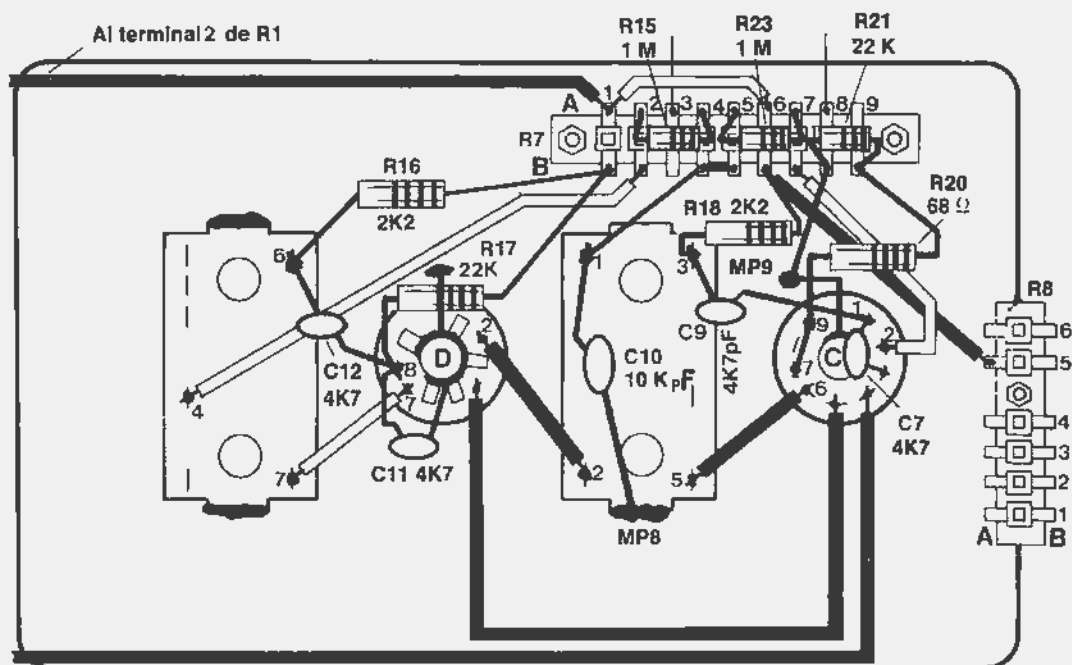 Al terminal 2 de R1
R15
1 M
R23
1 M
R21
22 K
A
1
2
3
4
5
6
7
8
9
R7
B
R16
2K2
R17
22K
R18 2K2
R20
68 Ω
MP9
R8
6
1
3
9
1
2
6
5
C9
4K7pF
C10
10 KpF
C12
4K7
D
2
8
7
C
7
6
C7
4K7
4
4
3
2
1
7
C11 4K7
2
5
MP8
A
B